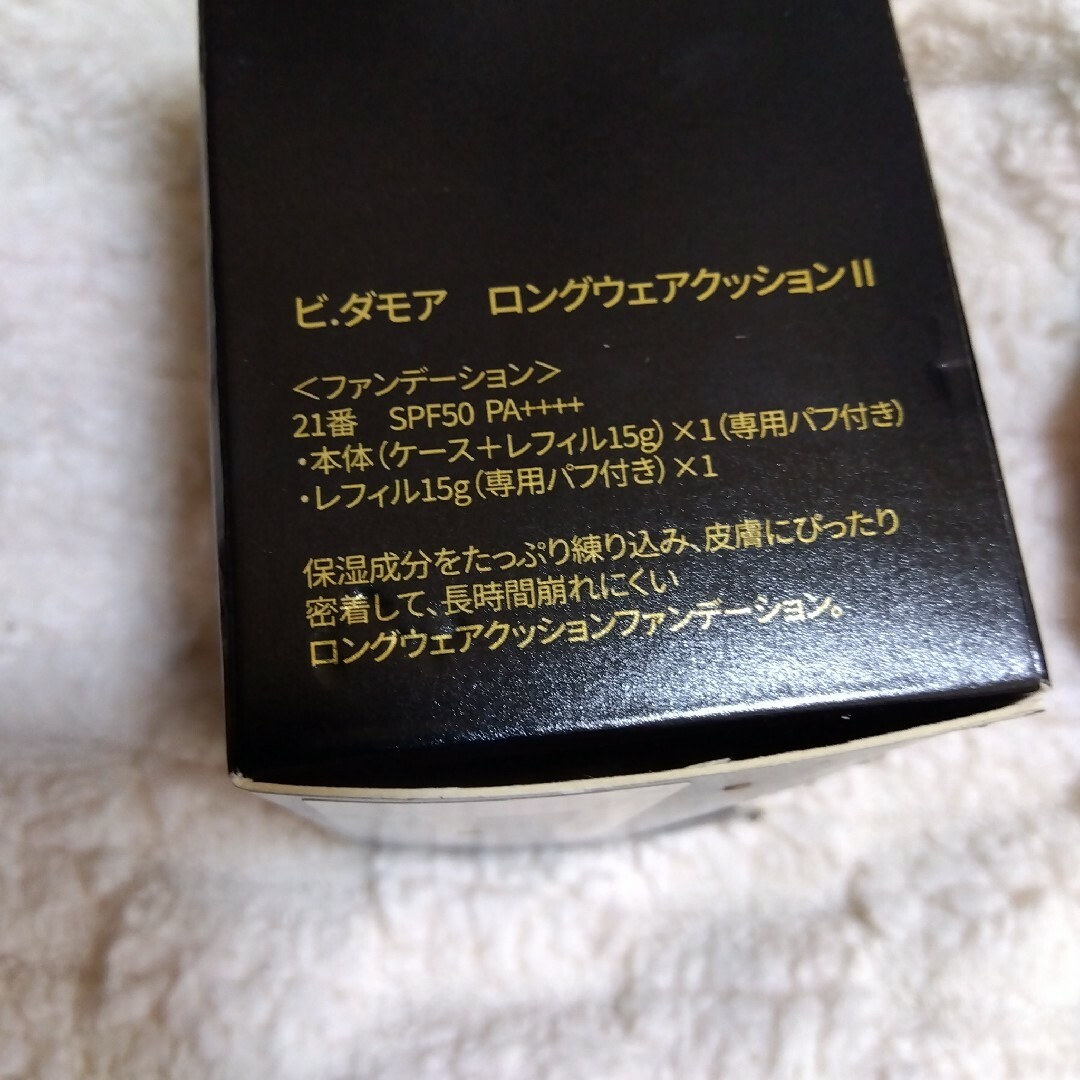 ビ.ダモア　ロングウェアクッションⅡ
＜ファンデーション＞
21番　SPF50 PA++++
・本体(ケース＋レフィル15g)×1(専用パフ付き)
・レフィル15g(専用パフ付き)×1
保湿成分をたっぷり練り込み、皮膚にぴったり
密着して、長時間崩れにくい
ロングウェアクッションファンデーション。